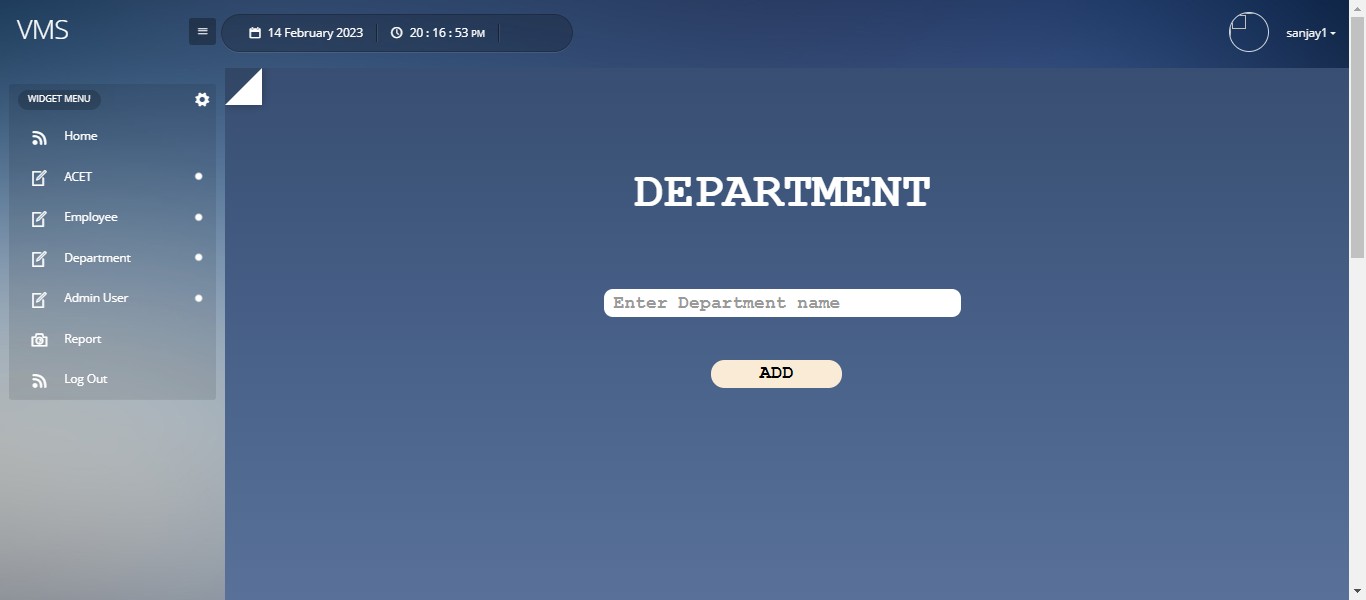 VMS
14 February 2023 20 : 16 : 53 PM
sanjay1
WIDGET MENU
Home
ACET
Employee
Department
Admin User
Report
Log Out
DEPARTMENT
Enter Department name
ADD